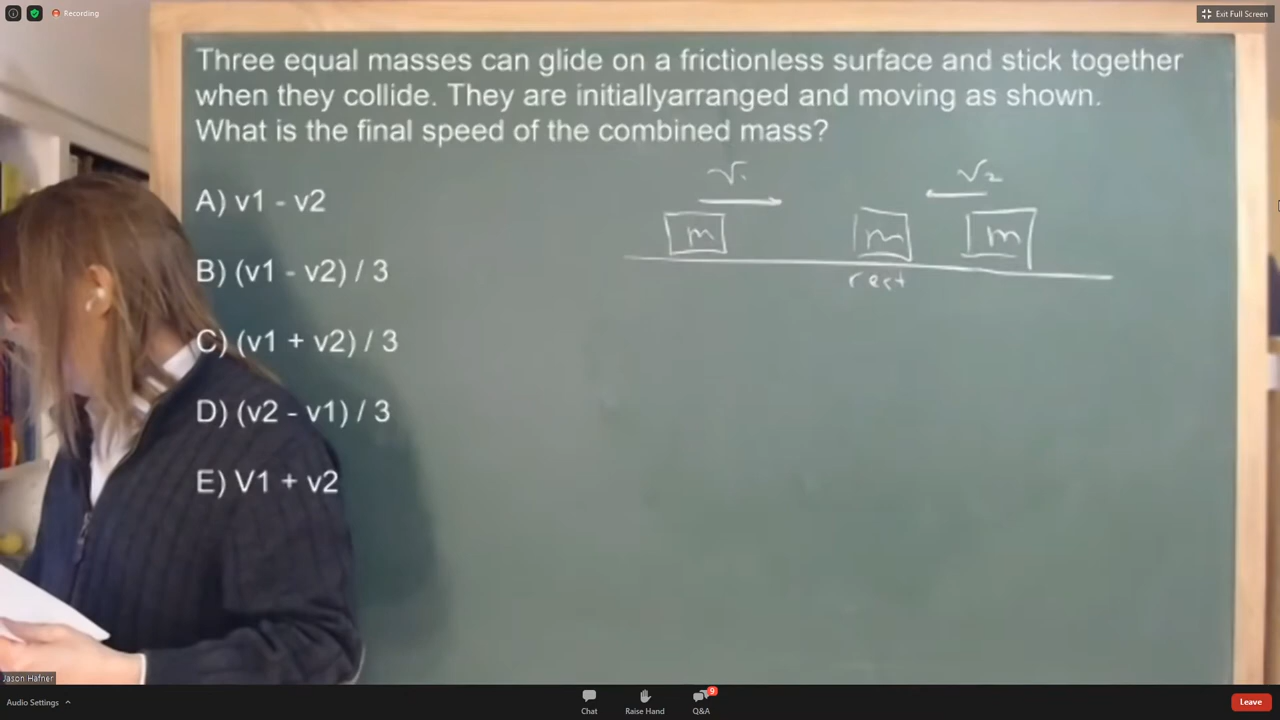 Recording
Exit Full Screen
Three equal masses can glide on a frictionless surface and stick together
when they collide. They are initiallyarranged and moving as shown.
What is the final speed of the combined mass?
A) v1 - v2
B) (v1 - v2) / 3
C) (v1 + v2) / 3
D) (v2 - v1) / 3
E) V1 + v2
v1
v2
m
m
m
rest
Jason Hafner
Audio Settings
Chat
Raise Hand
9
Q&A
Leave